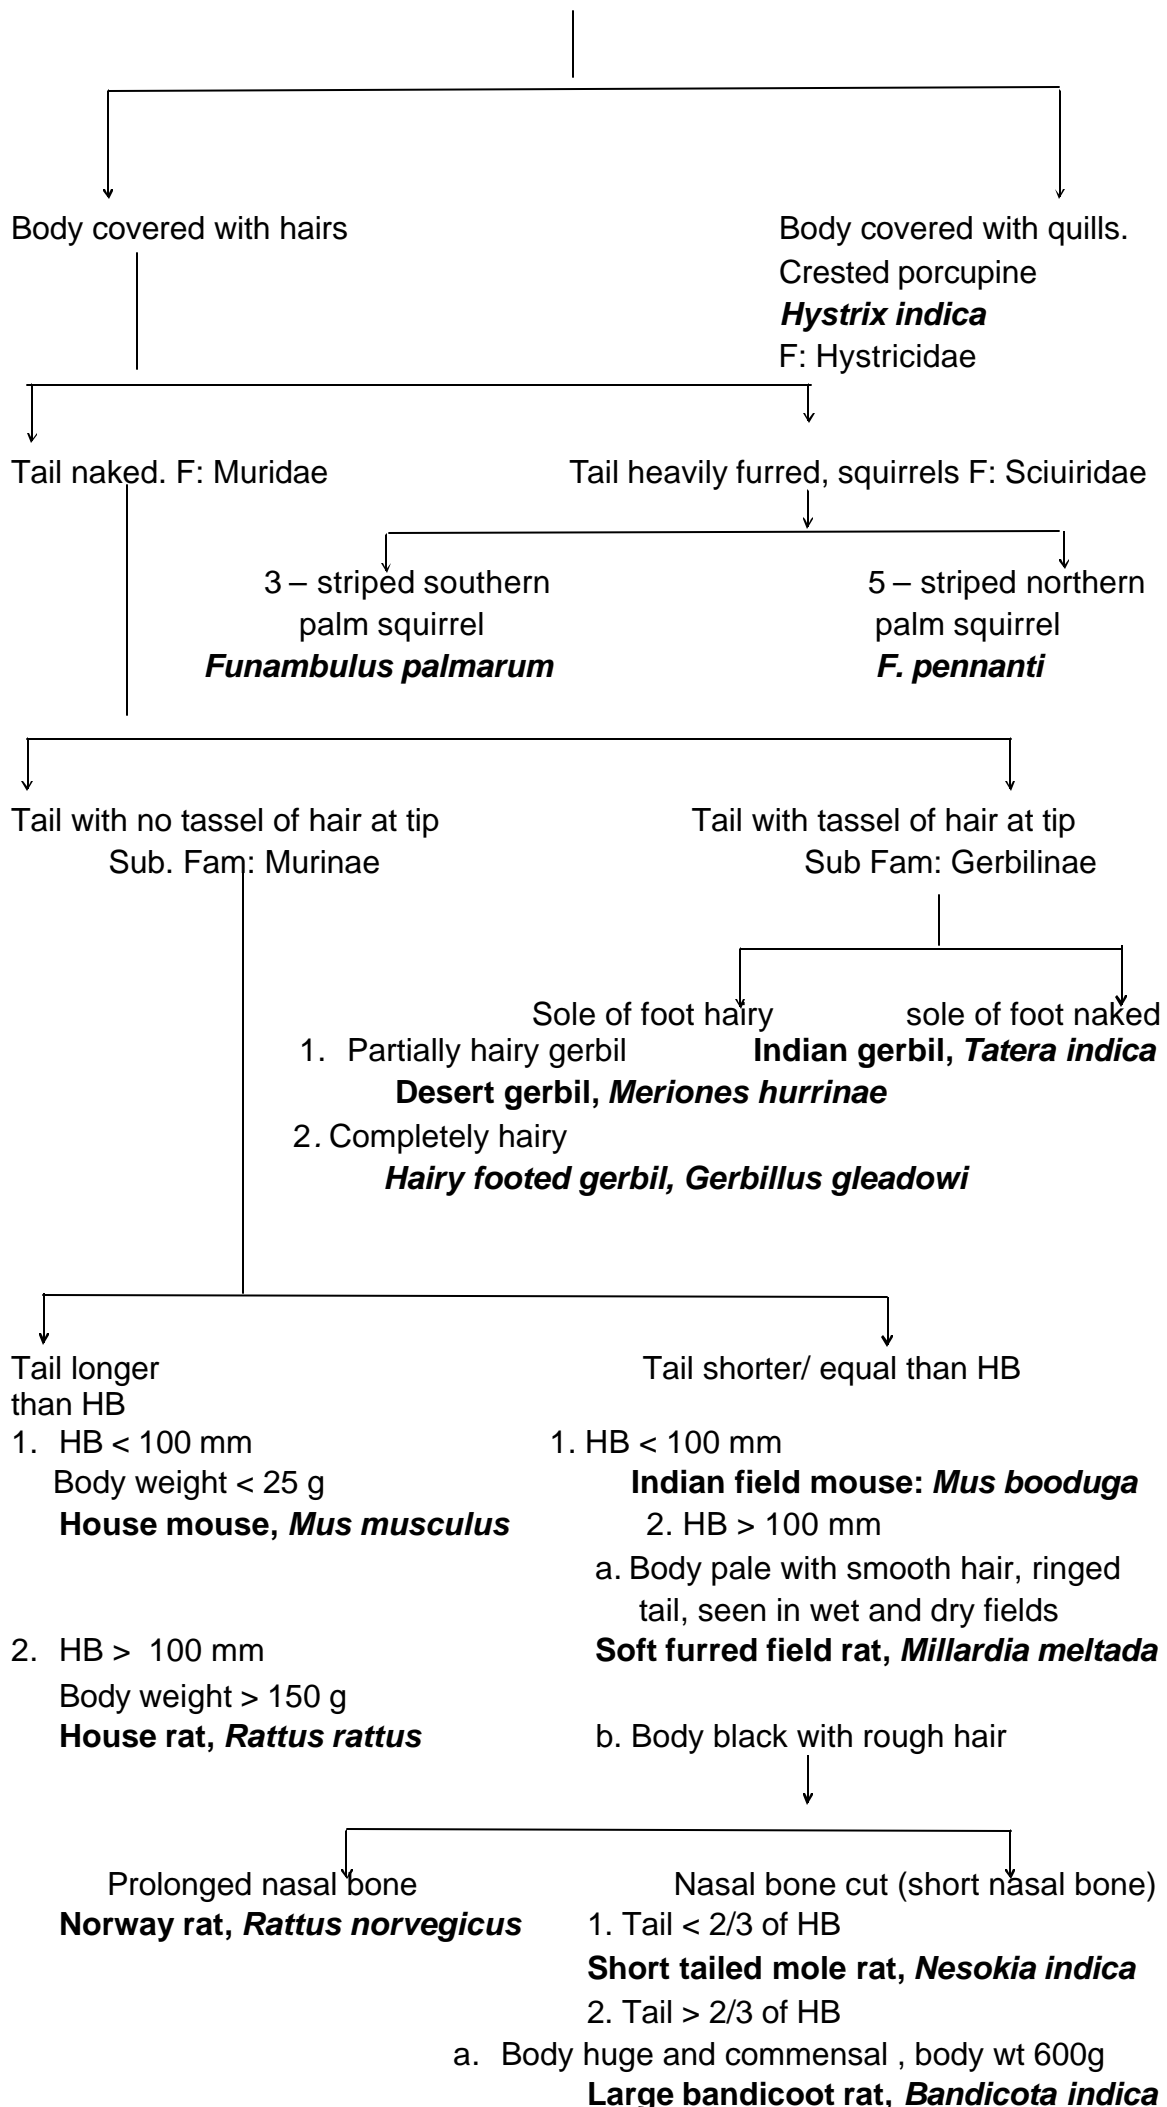 Body covered with hairs
Body covered with quills.
Crested porcupine
Hystrix indica
F: Hystricidae
Tail naked. F: Muridae
Tail heavily furred, squirrels F: Sciuiridae
3 – striped southern
palm squirrel
Funambulus palmarum
5 – striped northern
palm squirrel
F. pennanti
Tail with no tassel of hair at tip
Sub. Fam: Murinae
Tail with tassel of hair at tip
Sub Fam: Gerbilinae
Sole of foot hairy
1. Partially hairy gerbil
Desert gerbil, Meriones hurrinae
2. Completely hairy
Hairy footed gerbil, Gerbillus gleadowi
sole of foot naked
Indian gerbil, Tatera indica
Tail longer
than HB
1. HB < 100 mm
Body weight < 25 g
House mouse, Mus musculus
2. HB > 100 mm
Body weight > 150 g
House rat, Rattus rattus
Tail shorter/ equal than HB
1. HB < 100 mm
Indian field mouse: Mus booduga
2. HB > 100 mm
a. Body pale with smooth hair, ringed
tail, seen in wet and dry fields
Soft furred field rat, Millardia meltada
b. Body black with rough hair
Prolonged nasal bone
Norway rat, Rattus norvegicus
Nasal bone cut (short nasal bone)
1. Tail < 2/3 of HB
Short tailed mole rat, Nesokia indica
2. Tail > 2/3 of HB
a. Body huge and commensal , body wt 600g
Large bandicoot rat, Bandicota indica